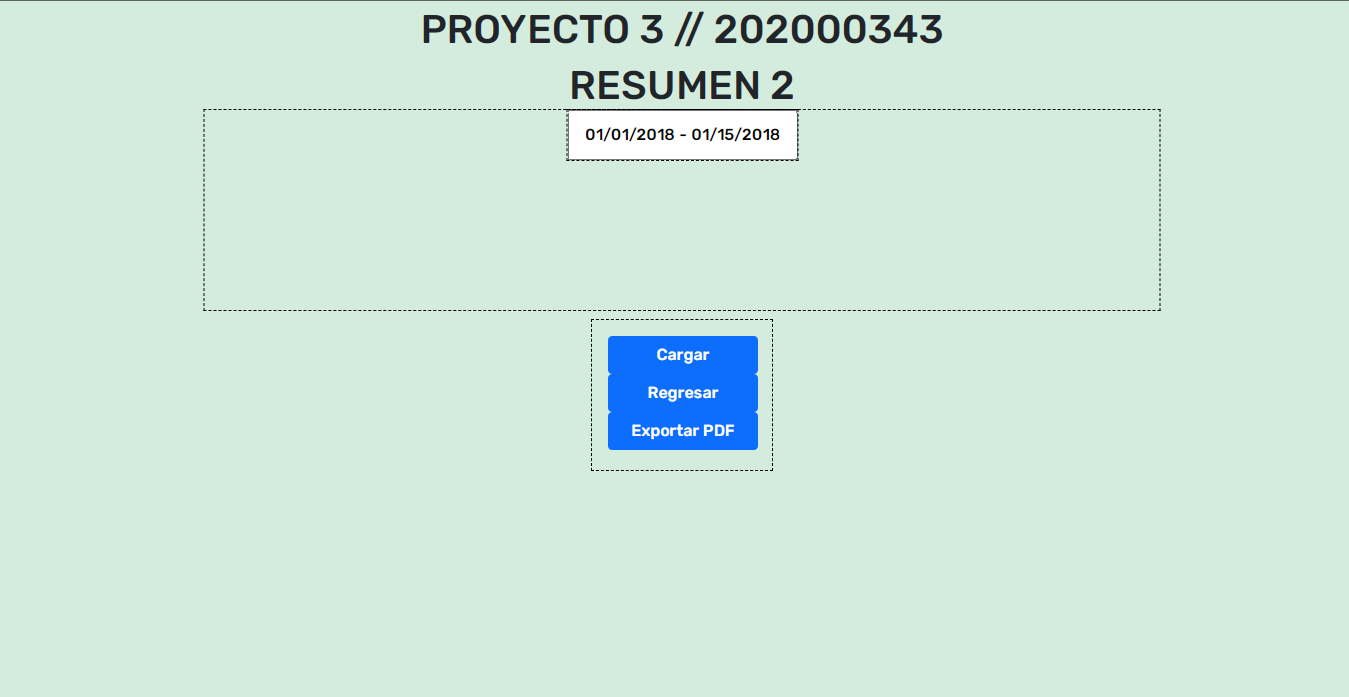 PROYECTO 3 // 202000343
RESUMEN 2
01/01/2018 - 01/15/2018
Cargar
Regresar
Exportar PDF